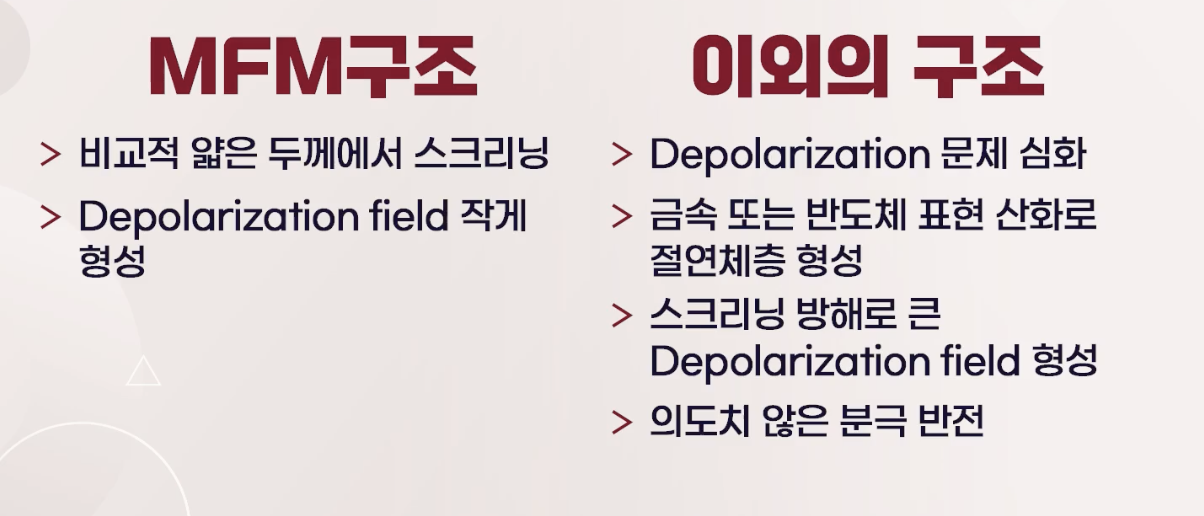 MFM구조
> 비교적 얇은 두께에서 스크리닝
> Depolarization field 작게
형성
이외의 구조
> Depolarization 문제 심화
> 금속 또는 반도체 표현 산화로
절연체층 형성
> 스크리닝 방해로 큰
Depolarization field 형성
> 의도치 않은 분극 반전